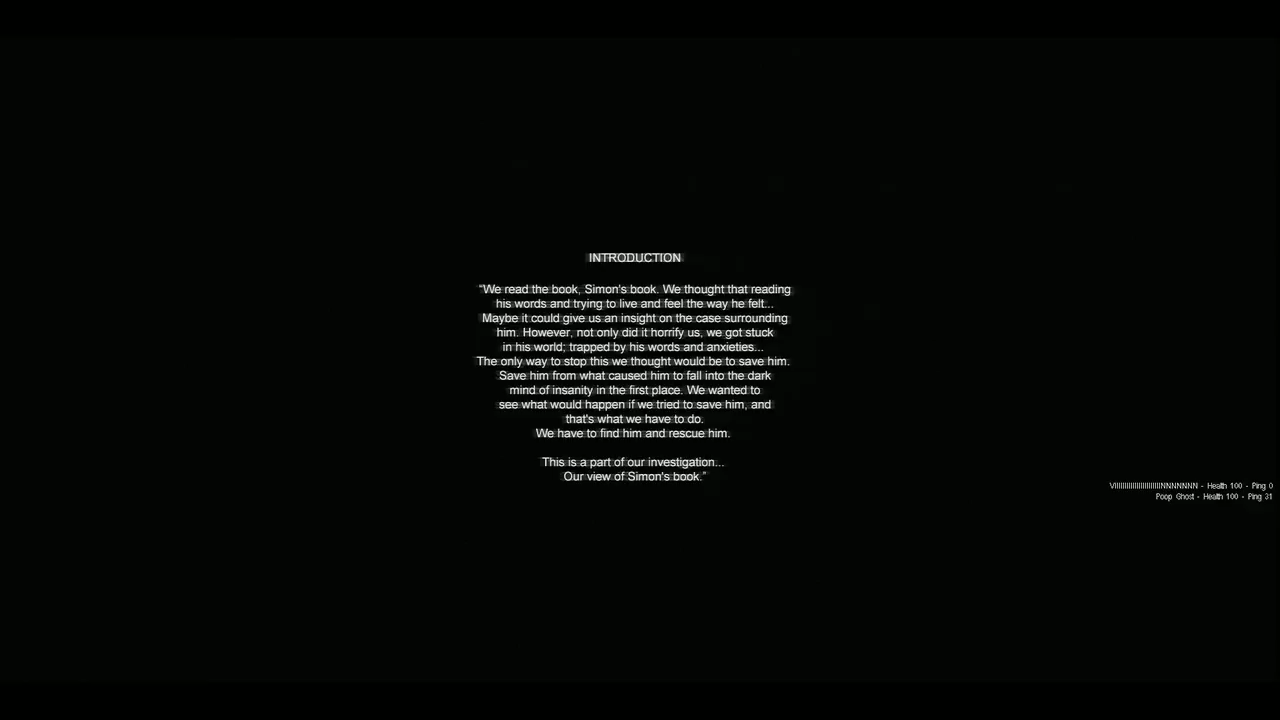 INTRODUCTION
“We read the book, Simon's book. We thought that reading
his words and trying to live and feel the way he felt...
Maybe it could give us an insight on the case surrounding
him. However, not only did it horrify us, we got stuck
in his world; trapped by his words and anxieties...
The only way to stop this we thought would be to save him.
Save him from what caused him to fall into the dark
mind of insanity in the first place. We wanted to
see what would happen if we tried to save him, and
that's what we have to do.
We have to find him and rescue him.
This is a part of our investigation...
Our view of Simon's book.”
- Health 100 - Ping 0
Poop Ghost - Health 100 - Ping 31